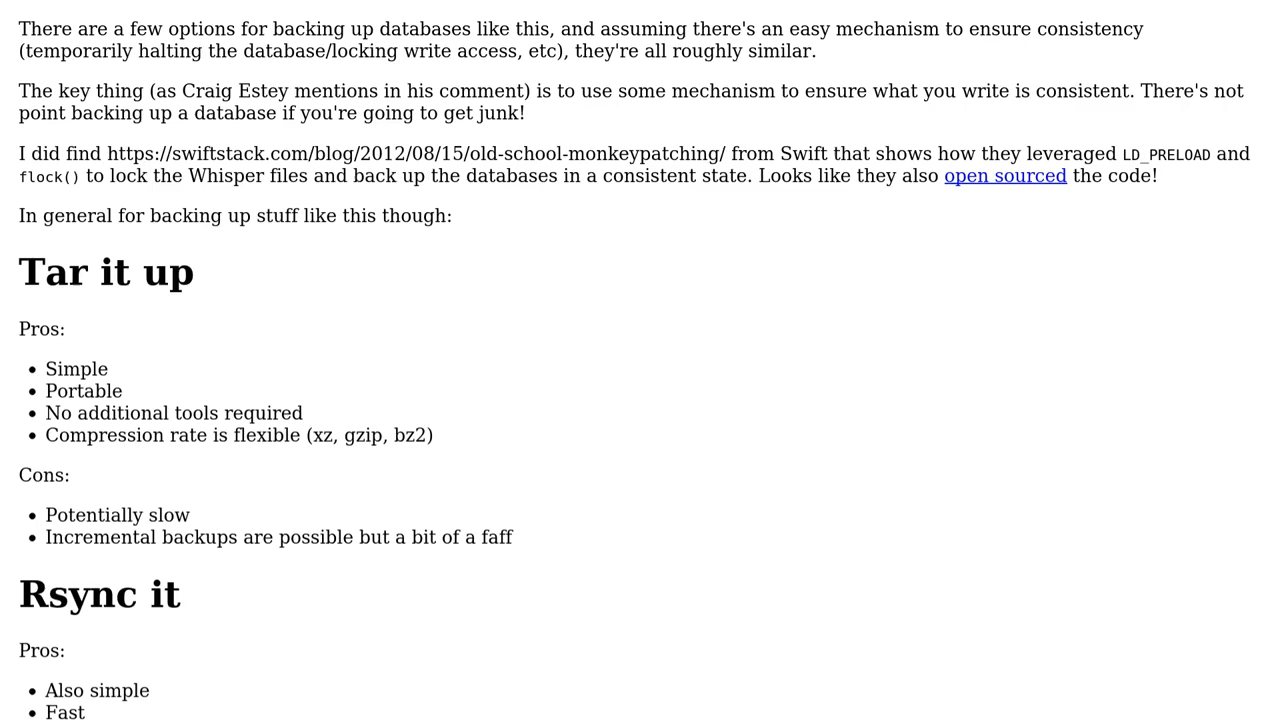 There are a few options for backing up databases like this, and assuming there's an easy mechanism to ensure consistency
(temporarily halting the database/locking write access, etc), they're all roughly similar.
The key thing (as Craig Estey mentions in his comment) is to use some mechanism to ensure what you write is consistent. There's not
point backing up a database if you're going to get junk!
I did find https://swiftstack.com/blog/2012/08/15/old-school-monkeypatching/ from Swift that shows how they leveraged LD_PRELOAD and
flock() to lock the Whisper files and back up the databases in a consistent state. Looks like they also open sourced the code!
In general for backing up stuff like this though:
Tar it up
Pros:
• Simple
• Portable
• No additional tools required
• Compression rate is flexible (xz, gzip, bz2)
Cons:
• Potentially slow
• Incremental backups are possible but a bit of a faff
Rsync it
Pros:
• Also simple
• Fast